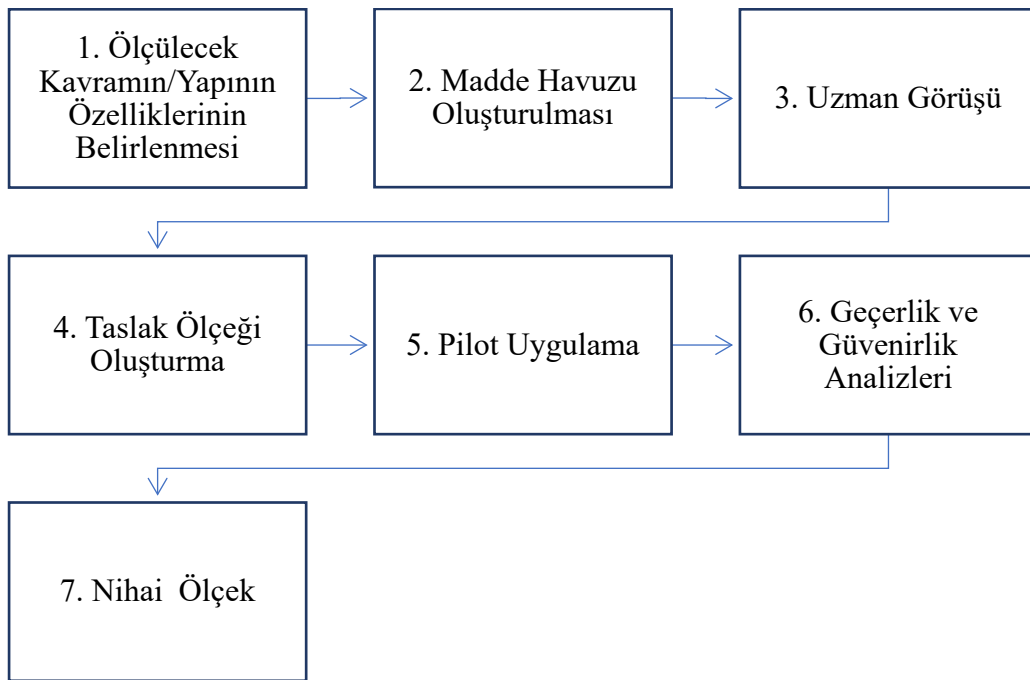 1. Ölçülecek
Kavramın/Yapının
Özelliklerinin
Belirlenmesi
2. Madde Havuzu
Oluşturulması
3. Uzman Görüşü
4. Taslak Ölçeği
Oluşturma
5. Pilot Uygulama
6. Geçerlik ve
Güvenirlik
Analizleri
7. Nihai  Ölçek